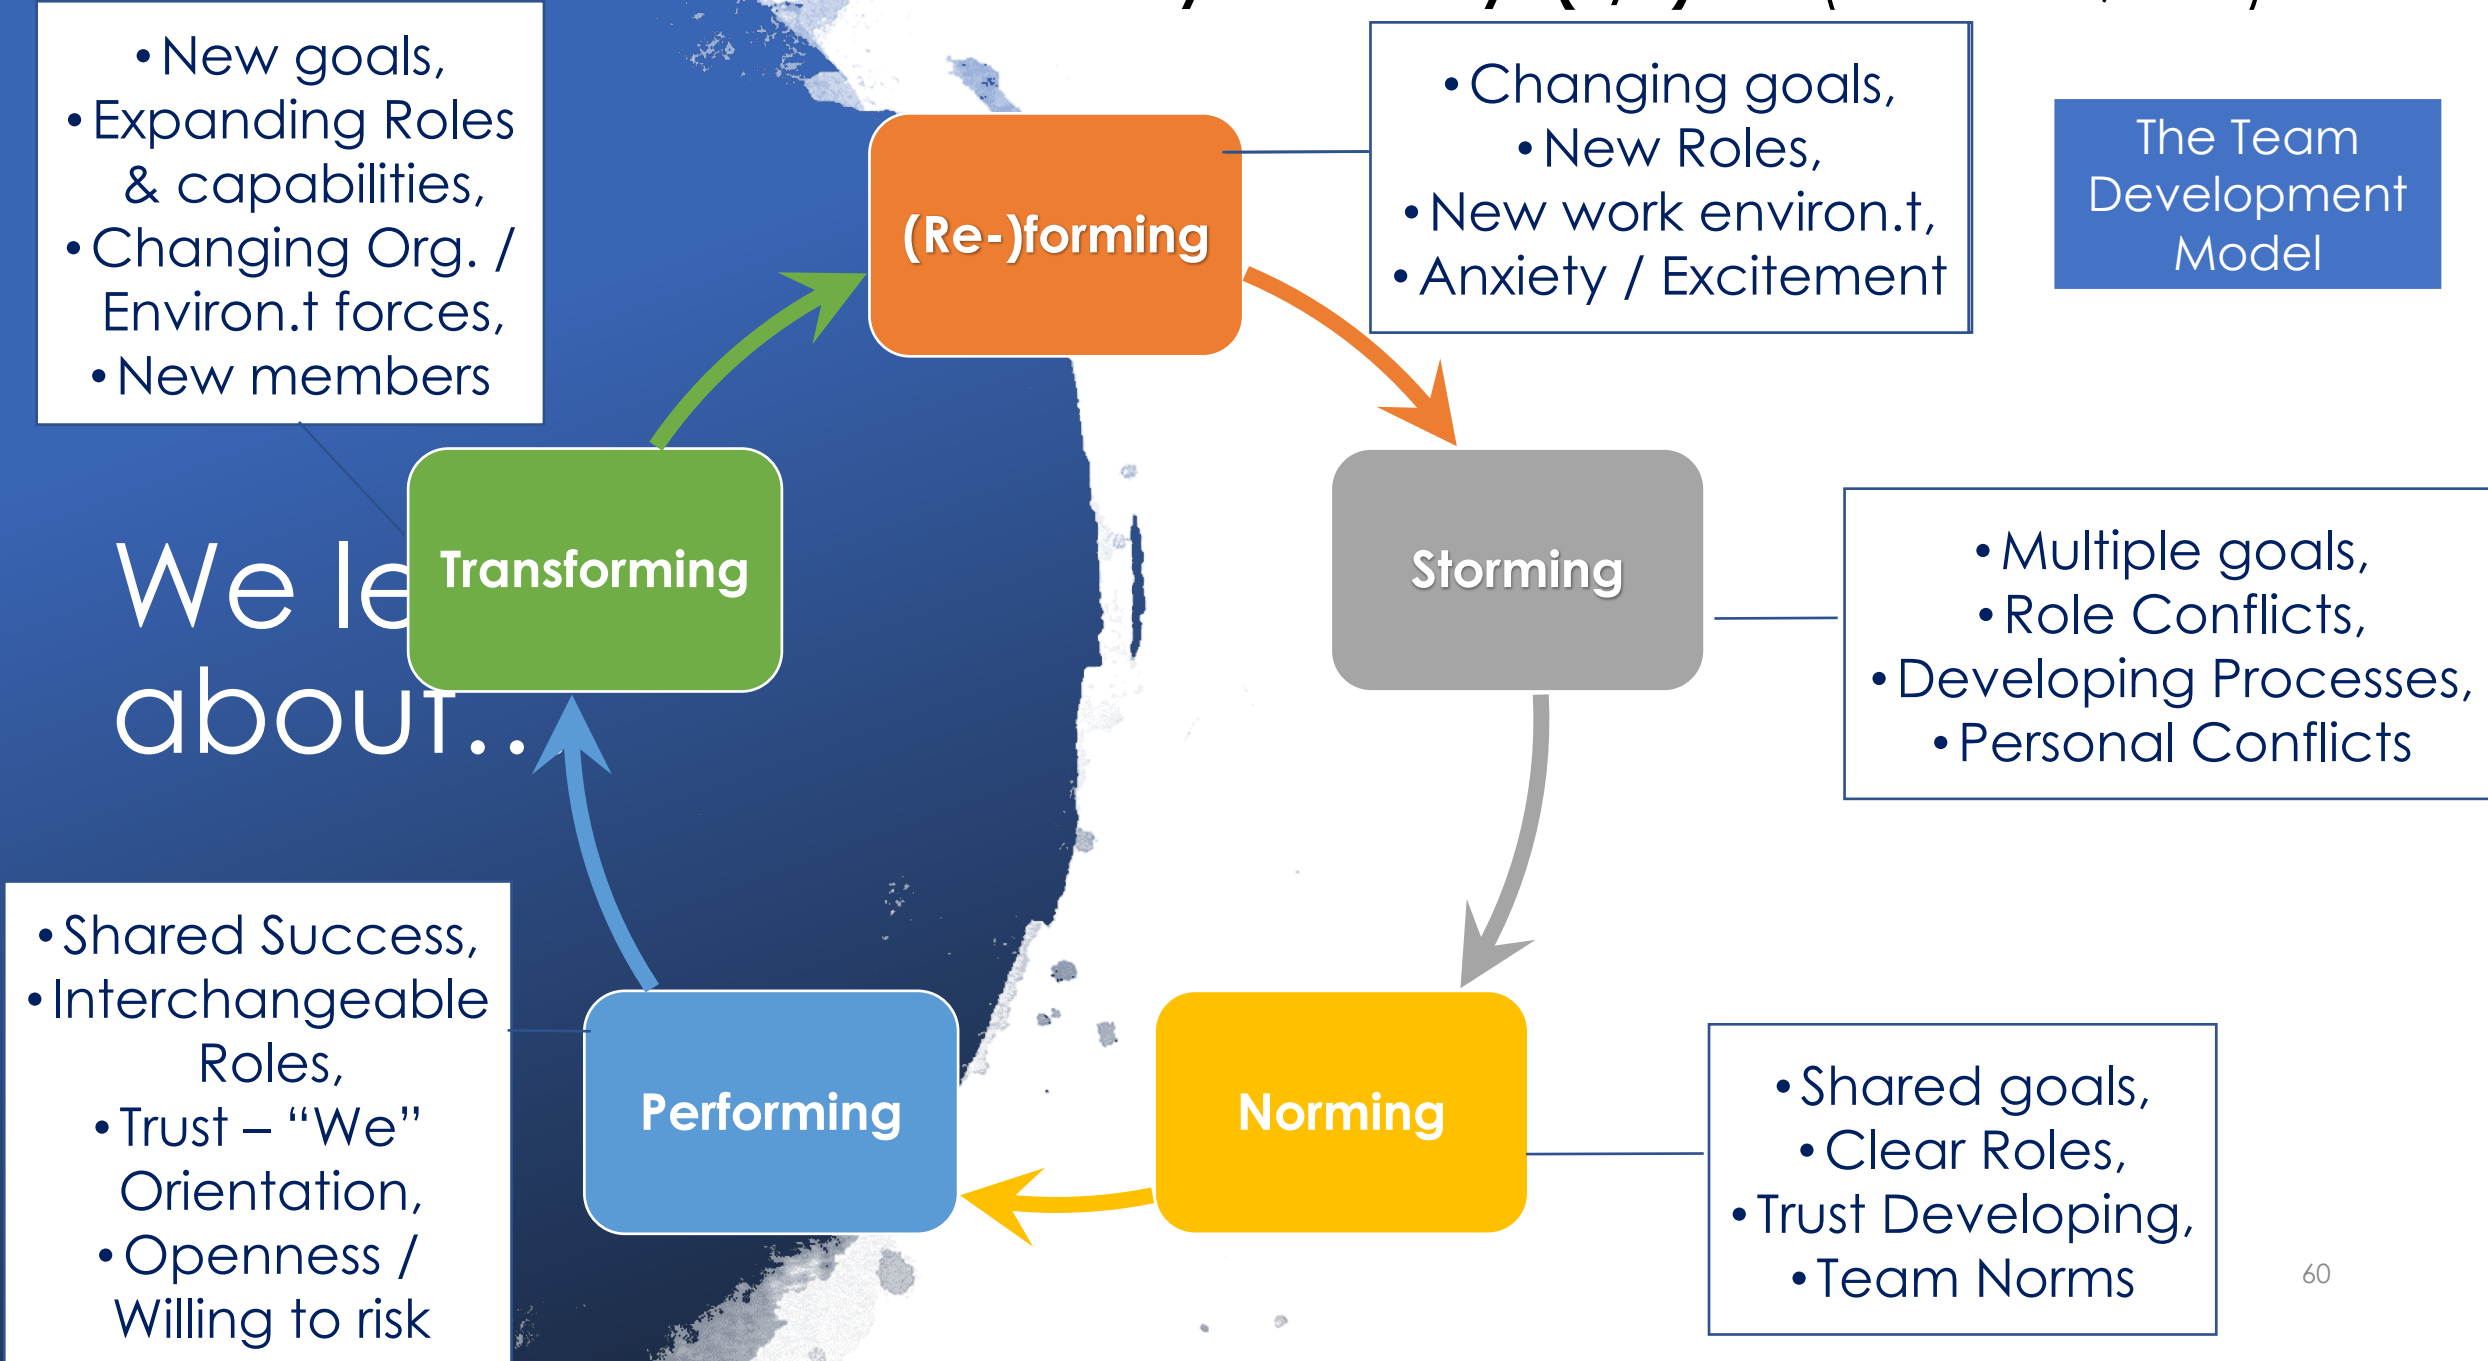 • New goals,
• Expanding Roles
& capabilities,
• Changing Org. /
Environ.t forces,
• New members
(Re-)forming
• Changing goals,
• New Roles,
• New work environ.t,
• Anxiety / Excitement
The Team
Development
Model
We le
about..
Transforming
Storming
• Multiple goals,
• Role Conflicts,
• Developing Processes,
• Personal Conflicts
• Shared Success,
• Interchangeable
Roles,
• Trust – “We”
Orientation,
• Openness /
Willing to risk
Performing
Norming
• Shared goals,
• Clear Roles,
• Trust Developing,
• Team Norms
60